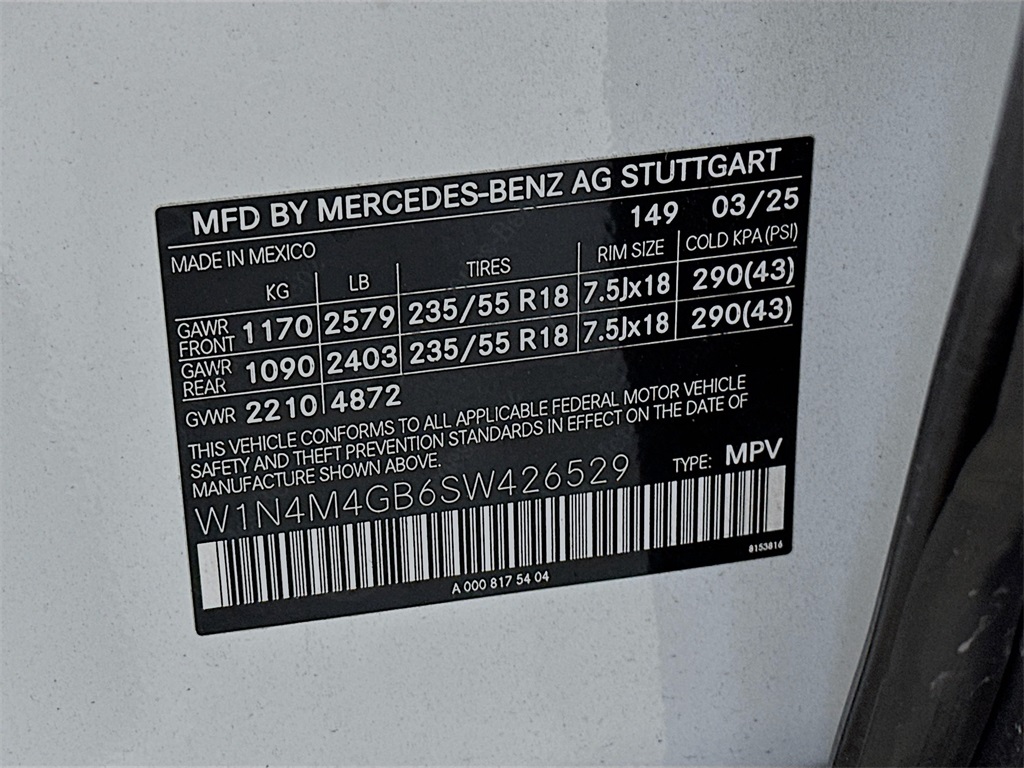 MFD BY MERCEDES-BENZ AG STUTTGART
149 03/25
MADE IN MEXICO
KG LB TIRES RIM SIZE COLD KPA (PSI)
GAWR FRONT 1170 2579 235/55 R18 7.5Jx18 290(43)
GAWR REAR 1090 2403 235/55 R18 7.5Jx18 290(43)
GVWR 2210 4872
THIS VEHICLE CONFORMS TO ALL APPLICABLE FEDERAL MOTOR VEHICLE
SAFETY AND THEFT PREVENTION STANDARDS IN EFFECT ON THE DATE OF
MANUFACTURE SHOWN ABOVE.
W1N4M4GB6SW426529 TYPE: MPV
8153816
A 000 817 54 04